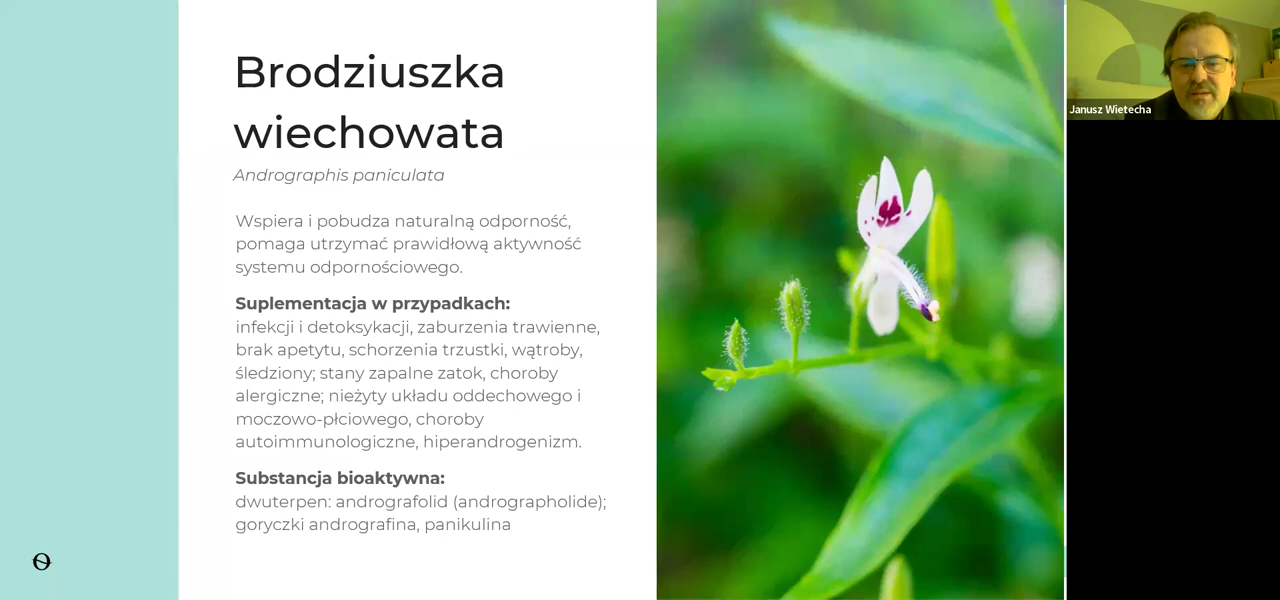 Brodziuszka
wiechowata
Andrographis paniculata
Wspiera i pobudza naturalną odporność,
pomaga utrzymać prawidłową aktywność
systemu odpornościowego.
Suplementacja w przypadkach:
infekcji i detoksykacji, zaburzenia trawienne,
brak apetytu, schorzenia trzustki, wątroby,
śledziony; stany zapalne zatok, choroby
alergiczne; nieżyty układu oddechowego i
moczowo-płciowego, choroby
autoimmunologiczne, hiperandrogenizm.
Substancja bioaktywna:
dwuterpen: andrografolid (andrographolide);
goryczki andrografina, panikulina
Janusz Wietecha